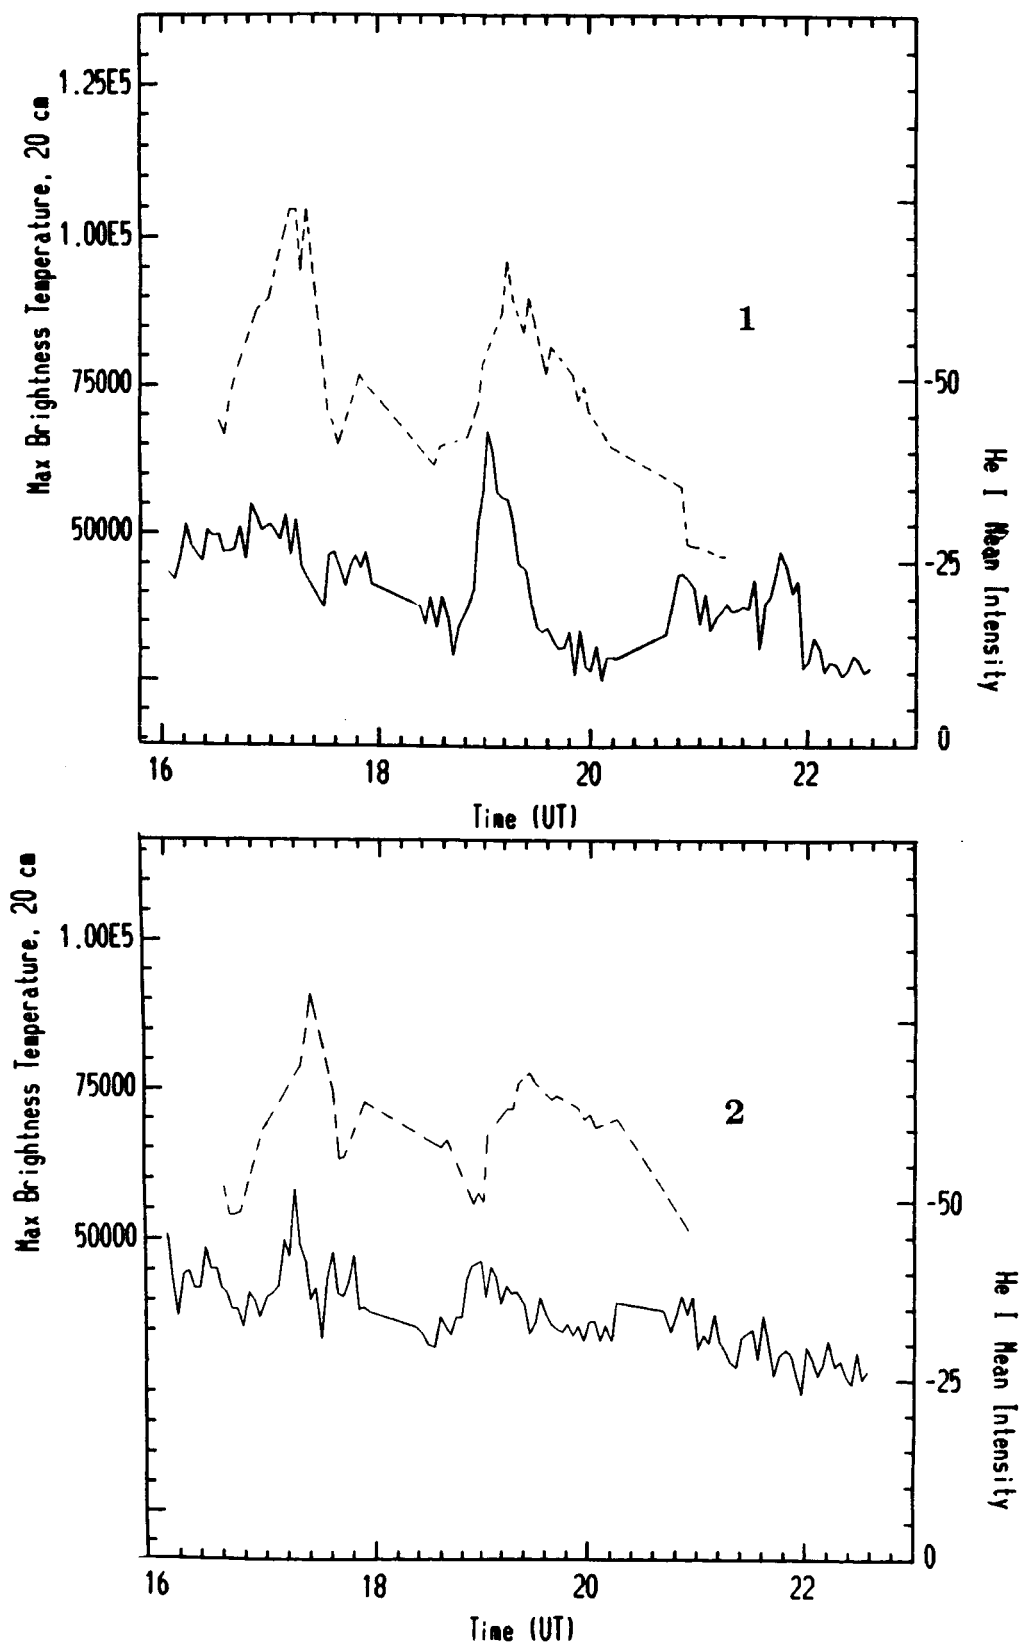 Max Brightness Temperature, 20 cm
1.25E5
1.00E5
75000
50000
1
-50
-25
0
He I Mean Intensity
16 18 20 22
Time (UT)
Max Brightness Temperature, 20 cm
1.00E5
75000
50000
2
-50
-25
0
He I Mean Intensity
16 18 20 22
Time (UT)